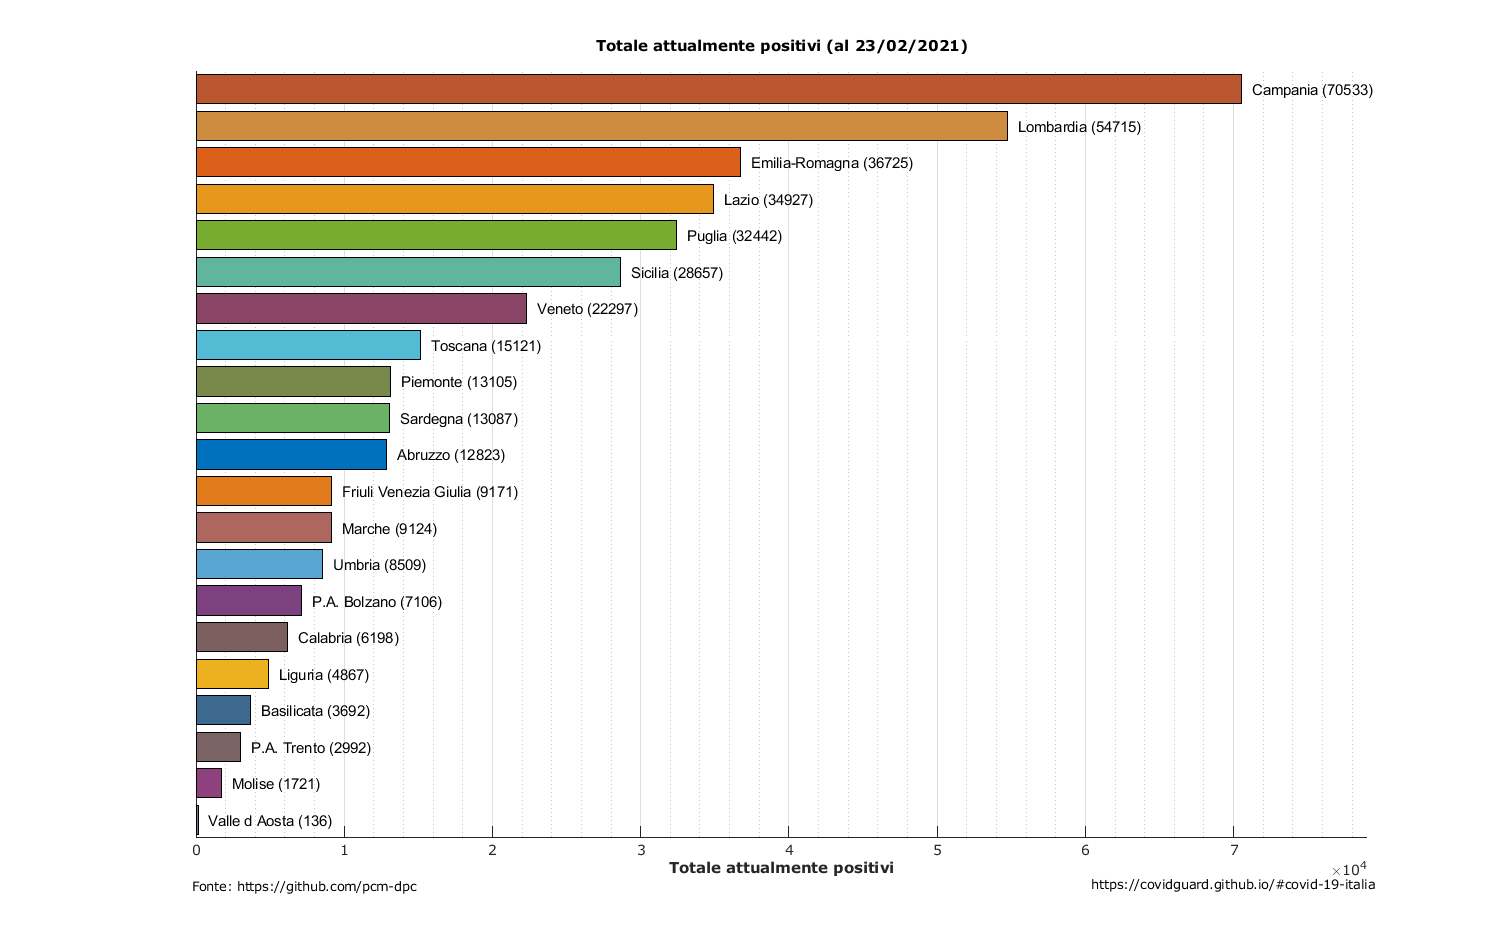 Totale attualmente positivi (al 23/02/2021)
Campania (70533)
Lombardia (54715)
Emilia-Romagna (36725)
Lazio (34927)
Puglia (32442)
Sicilia (28657)
Veneto (22297)
Toscana (15121)
Piemonte (13105)
Sardegna (13087)
Abruzzo (12823)
Friuli Venezia Giulia (9171)
Marche (9124)
Umbria (8509)
P.A. Bolzano (7106)
Calabria (6198)
Liguria (4867)
Basilicata (3692)
P.A. Trento (2992)
Molise (1721)
Valle d Aosta (136)
0 1 2 3 4 5 6 7
Totale attualmente positivi
×10⁴
Fonte: https://github.com/pcm-dpc
https://covidguard.github.io/#covid-19-italia